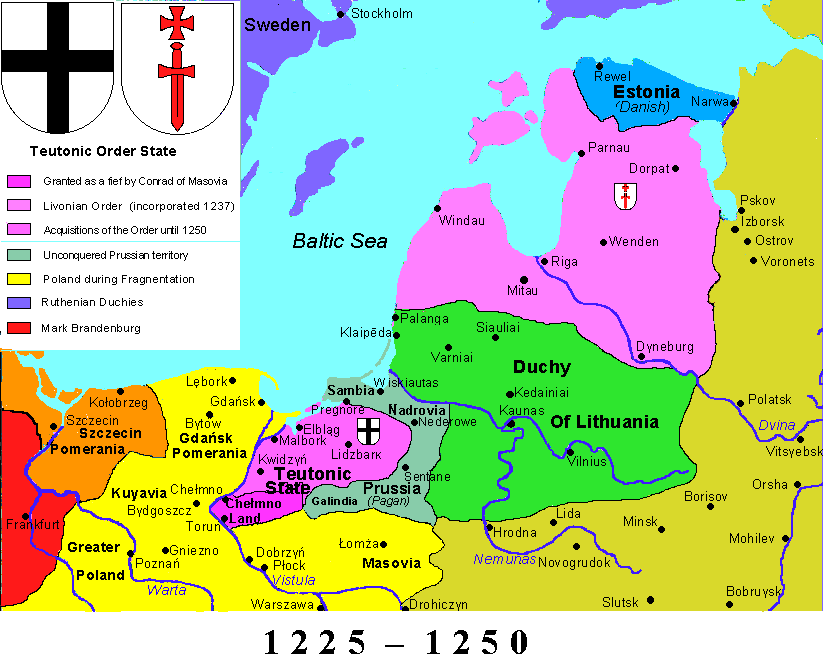 Sweden
Stockholm
Teutonic Order State
Granted as a fief by Conrad of Masovia
Livonian Order (incorporated 1237)
Acquisitions of the Order until 1250
Unconquered Prussian territory
Poland during Fragnentation
Ruthenian Duchies
Mark Brandenburg
Rewel
Estonia
(Danish)
Narwa
Parnau
Dorpat
Pskov
Izborsk
Ostrov
Voronets
Windau
Wenden
Baltic Sea
Riga
Mitau
Palanga
Klaipėda
Siauliai
Varniai
Dyneburg
Duchy
Of Lithuania
Kedainiai
Kaunas
Vilnius
Polatsk
Dvina
Vitsyebsk
Lębork
Kołobrzeg
Gdańsk
Bytów
Gdańsk
Pomerania
Szczecin
Szczecin
Pomerania
Sambia
Wiskiautas
Pregnore
Nadrovia
Nederowe
Elbląg
Malbork
Lidzbark
Kwidzyń
Teutonic
State
Sentane
Prussia
(Pagan)
Galindia
Chełmno
Chełmno
Land
Kuyavia
Bydgoszcz
Torun
Frankfurt
Greater
Poland
Gniezno
Poznań
Warta
Dobrzyń
Płock
Vistula
Łomża
Masovia
Warszawa
Drohiczyn
Hrodna
Lida
Nemunas
Novogrudok
Minsk
Borisov
Orsha
Mohilev
Slutsk
Bobruysk
1225 – 1250